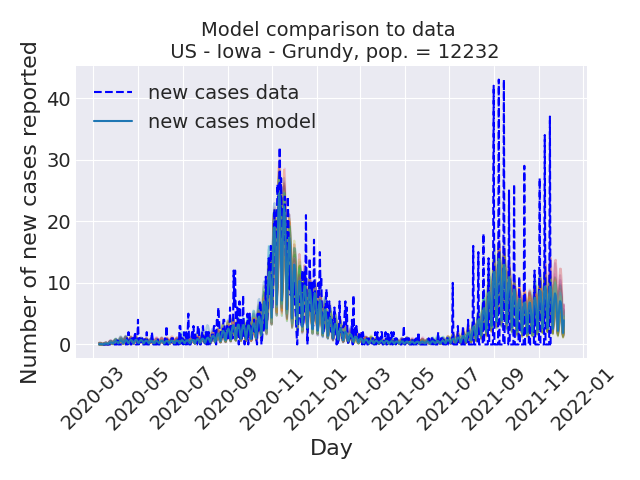 Model comparison to data
US - Iowa - Grundy, pop. = 12232
Number of new cases reported
40
30
20
10
0
new cases data
new cases model
2020-03
2020-05
2020-07
2020-09
2020-11
2021-01
2021-03
2021-05
2021-07
2021-09
2021-11
2022-01
Day